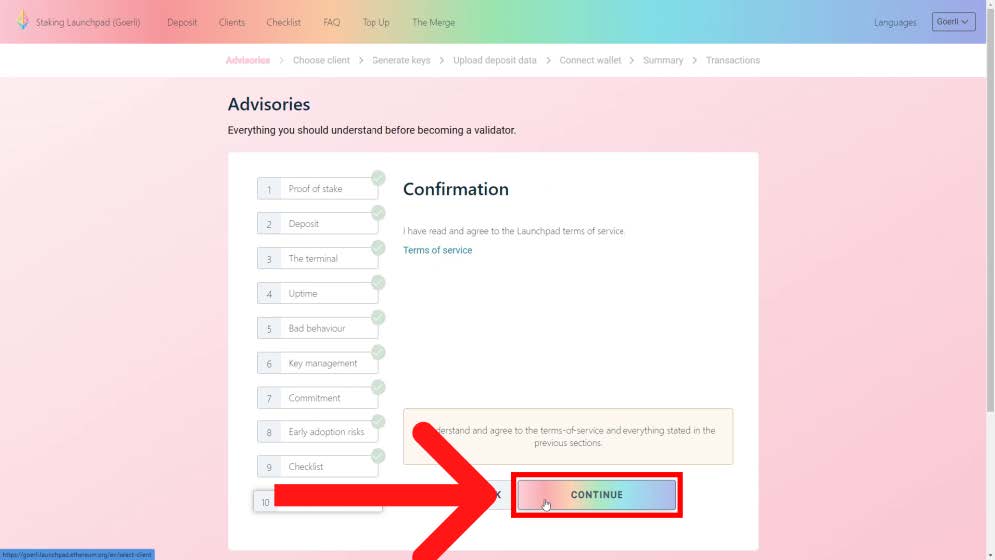 Staking Launchpad (Goerli) Deposit Clients Checklist FAQ Top Up The Merge Languages Goerli
Advisories > Choose client > Generate keys > Upload deposit data > Connect wallet > Summary > Transactions
Advisories
Everything you should understand before becoming a validator.
1 Proof of stake
2 Deposit
3 The terminal
4 Uptime
5 Bad behaviour
6 Key management
7 Commitment
8 Early adoption risks
9 Checklist
10
Confirmation
I have read and agree to the Launchpad terms of service.
Terms of service
and agree to the terms-of-service and everything stated in the
previous sections.
CONTINUE
https://goerli.launchpad.ethereum.org/en/select-client